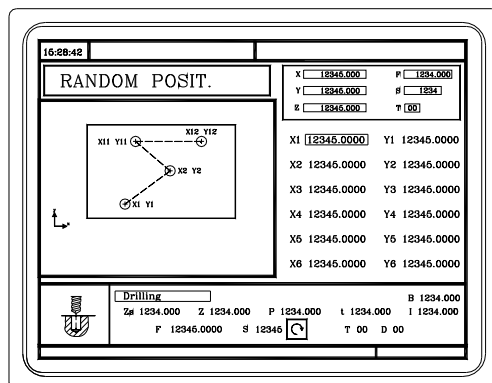 15:28:42
RANDOM POSIT.
X 12345.000 F 1234.000
Y 12345.000 S 1234
Z 12345.000 T 00
X11 Y11 X12 Y12
X2 Y2
X1 Y1
X1 12345.0000 Y1 12345.0000
X2 12345.0000 Y2 12345.0000
X3 12345.0000 Y3 12345.0000
X4 12345.0000 Y4 12345.0000
X5 12345.0000 Y5 12345.0000
X6 12345.0000 Y6 12345.0000
Drilling B 1234.000
Zø 1234.000 Z 1234.000 P 1234.000 t 1234.000 I 1234.000
F 12345.0000 S 12345 T 00 D 00